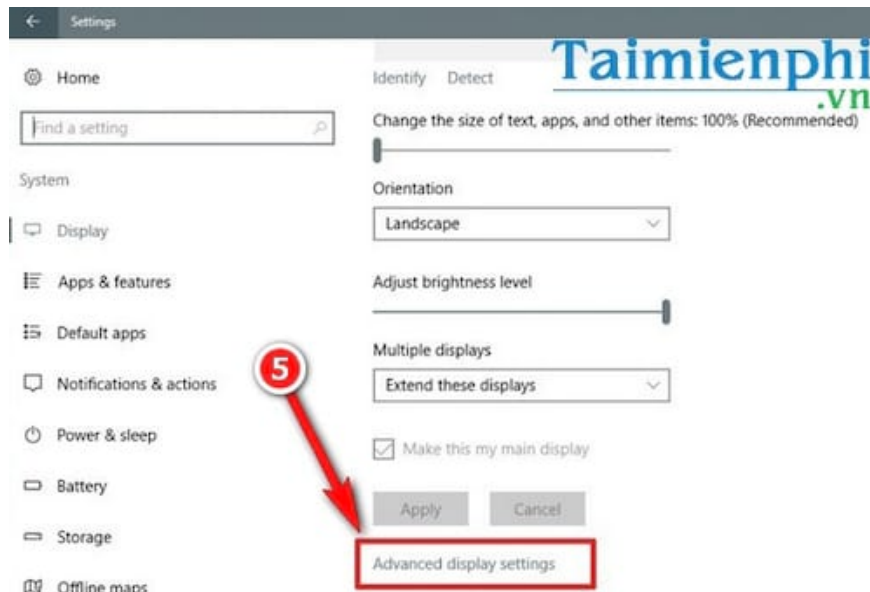 Settings
Home
Find a setting
System
Display
Apps & features
Default apps
Notifications & actions
Power & sleep
Battery
Storage
Offline maps
Taimienphi
.vn
Identify Detect
Change the size of text, apps, and other items: 100% (Recommended)
Orientation
Landscape
Adjust brightness level
Multiple displays
Extend these displays
Make this my main display
Apply Cancel
5
Advanced display settings